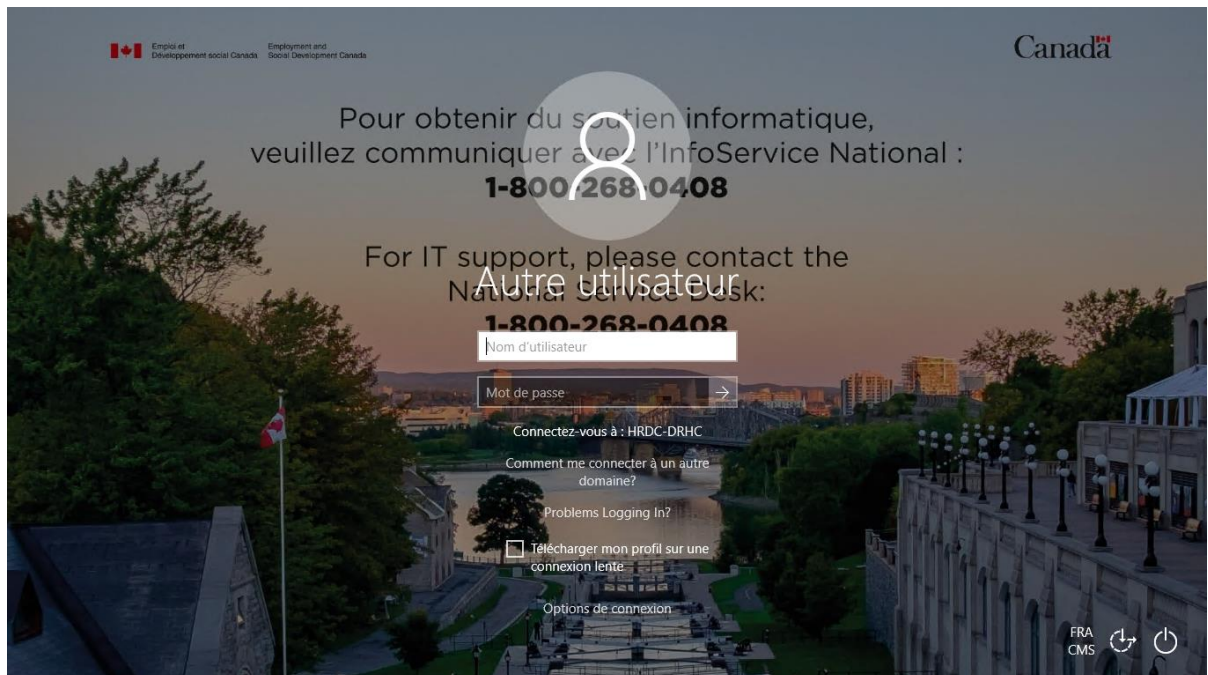 Emploi et
Développement social Canada
Employment and
Social Development Canada
Canada
Pour obtenir du soutien informatique,
veuillez communiquer avec l'InfoService National :
1-800-268-0408
For IT support, please contact the
National Service Desk:
Autre utilisateur
1-800-268-0408
Nom d'utilisateur
Mot de passe
Connectez-vous à : HRDC-DRHC
Comment me connecter à un autre
domaine?
Problems Logging In?
Télécharger mon profil sur une
connexion lente
Options de connexion
FRA
CMS